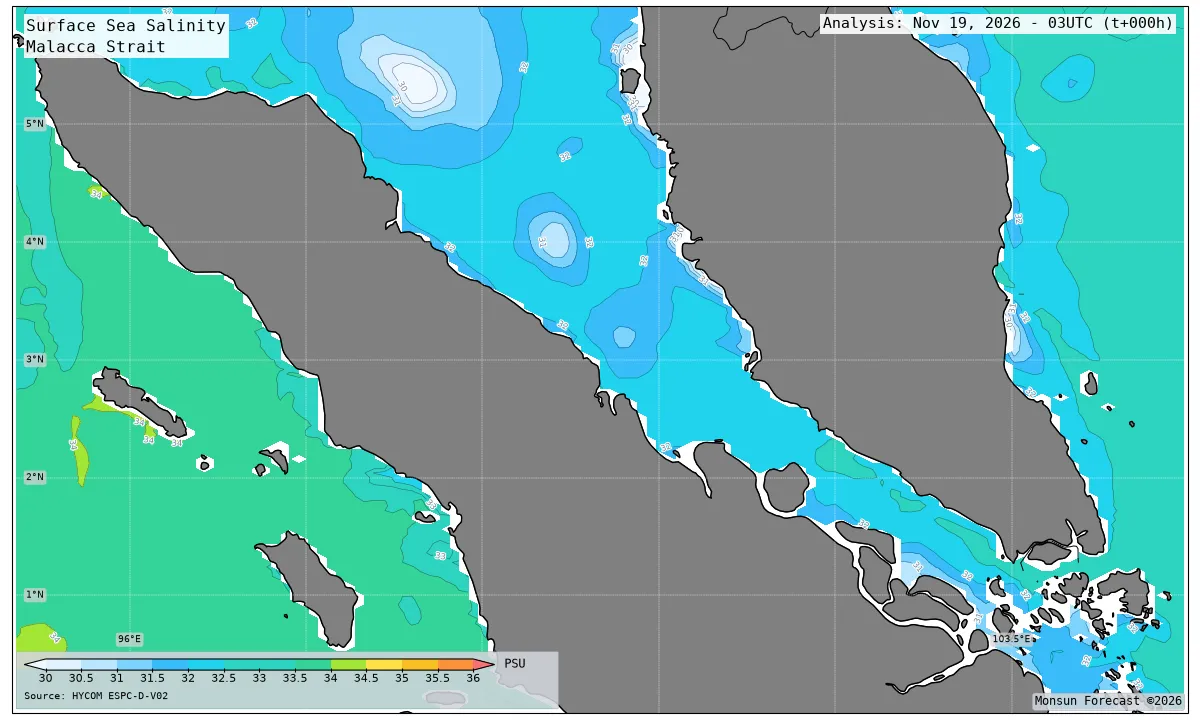 Surface Sea Salinity
Malacca Strait
Analysis: Nov 19, 2026 - 03UTC (t+000h)
5°N
4°N
3°N
2°N
1°N
96°E
103.5°E
PSU
30 30.5 31 31.5 32 32.5 33 33.5 34 34.5 35 35.5 36
Source: HYCOM ESPC-D-V02
Monsun Forecast ©2026